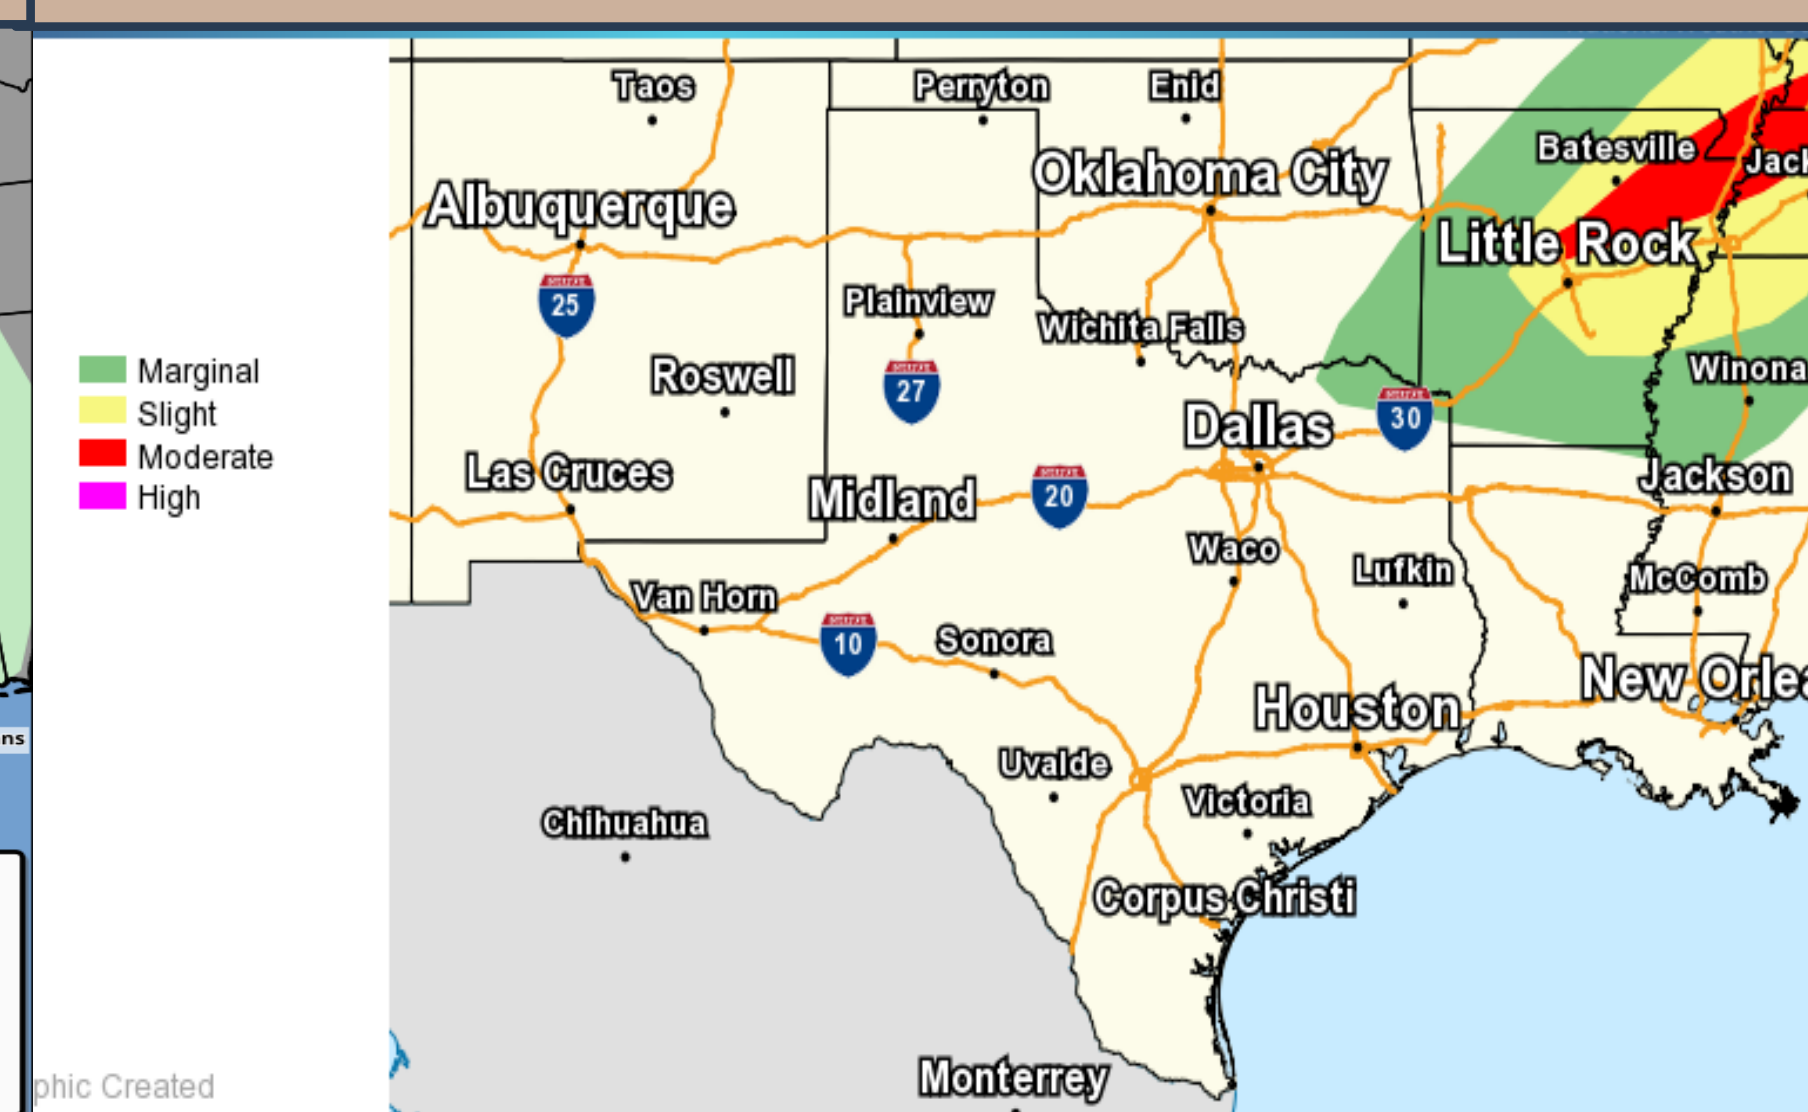 Taos
Perryton
Enid
Batesville
Oklahoma City
Jack
Albuquerque
Little Rock
25
Plainview
Wichita Falls
Marginal
Roswell
27
Winona
Slight
30
Dallas
Moderate
Las Cruces
Midland
20
Jackson
High
Waco
Lufkin
McComb
Van Horn
10
Sonora
New Orlea
Houston
ns
Uvalde
Victoria
Chihuahua
Corpus Christi
Monterrey
phic Created